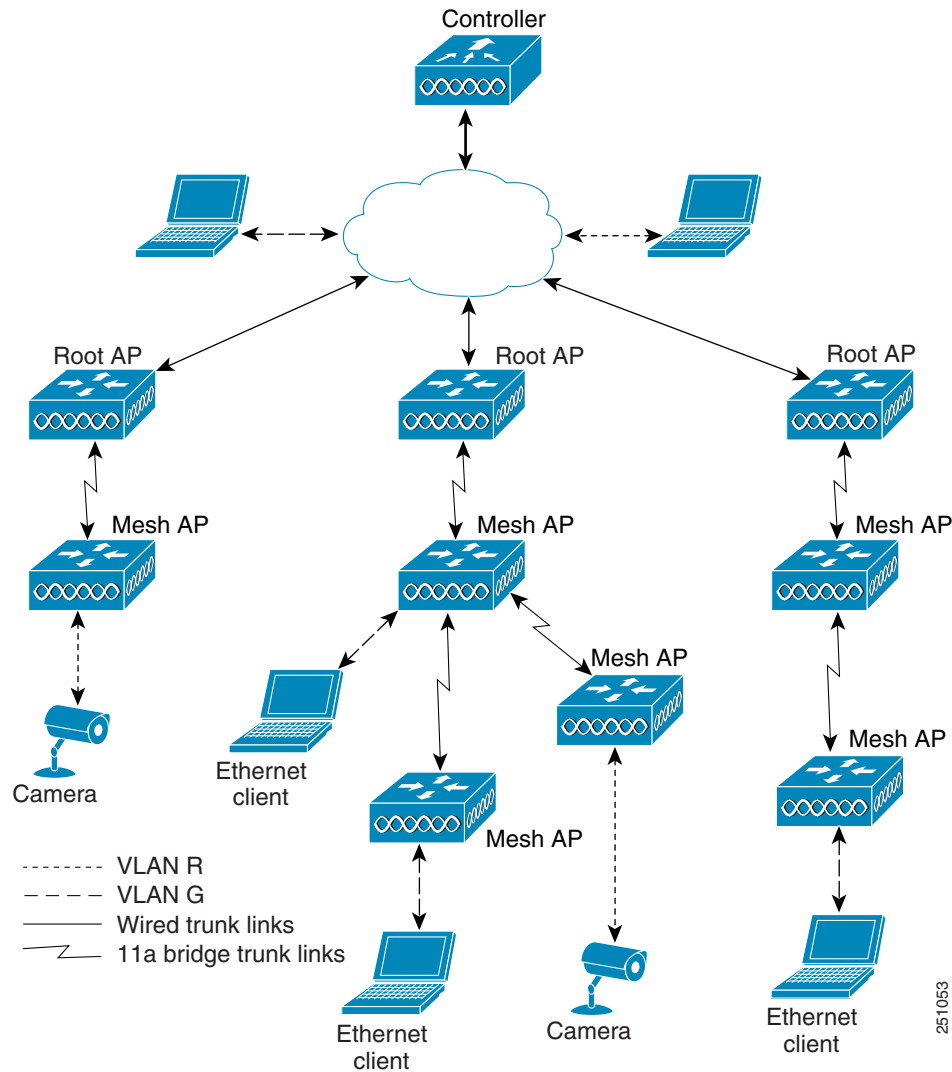 Controller
Root AP
Root AP
Root AP
Mesh AP
Mesh AP
Mesh AP
Mesh AP
Mesh AP
Mesh AP
Ethernet
client
Camera
VLAN R
VLAN G
Wired trunk links
11a bridge trunk links
Ethernet
client
Camera
Ethernet
client
251053